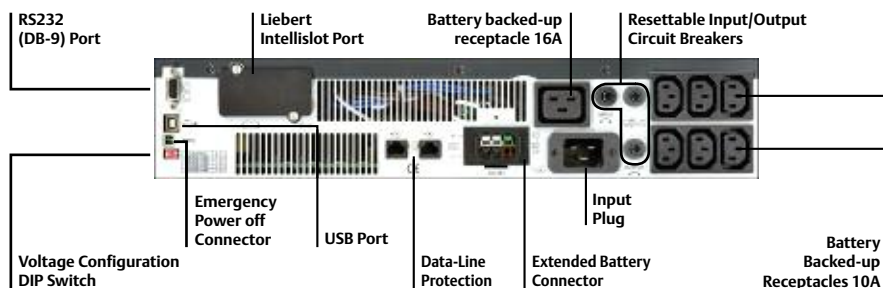 RS232
(DB-9) Port
Liebert
Intellislot Port
Battery backed-up
receptacle 16A
Resettable Input/Output
Circuit Breakers
Emergency
Power off
Connector
USB Port
Input
Plug
Voltage Configuration
DIP Switch
Data-Line
Protection
Extended Battery
Connector
Battery
Backed-up
Receptacles 10A